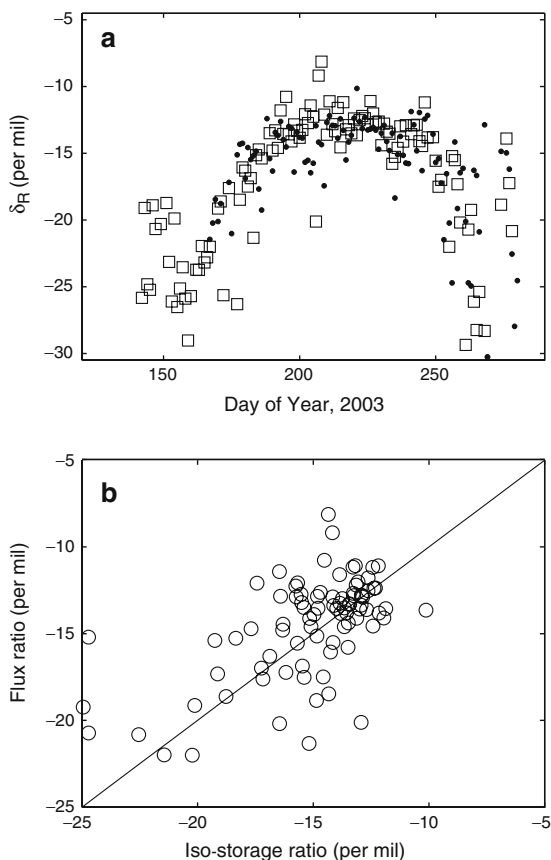 a
−5
−10
−15
−20
−25
−30
δR (per mil)
150 200 250
Day of Year, 2003
b
−5
−10
−15
−20
−25
Flux ratio (per mil)
−25 −20 −15 −10 −5
Iso-storage ratio (per mil)